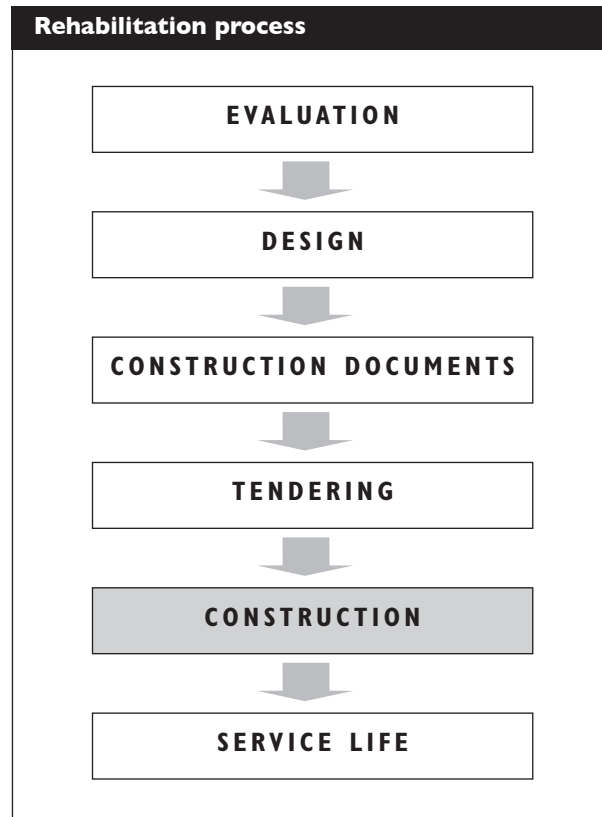 Rehabilitation process
EVALUATION
DESIGN
CONSTRUCTION DOCUMENTS
TENDERING
CONSTRUCTION
SERVICE LIFE